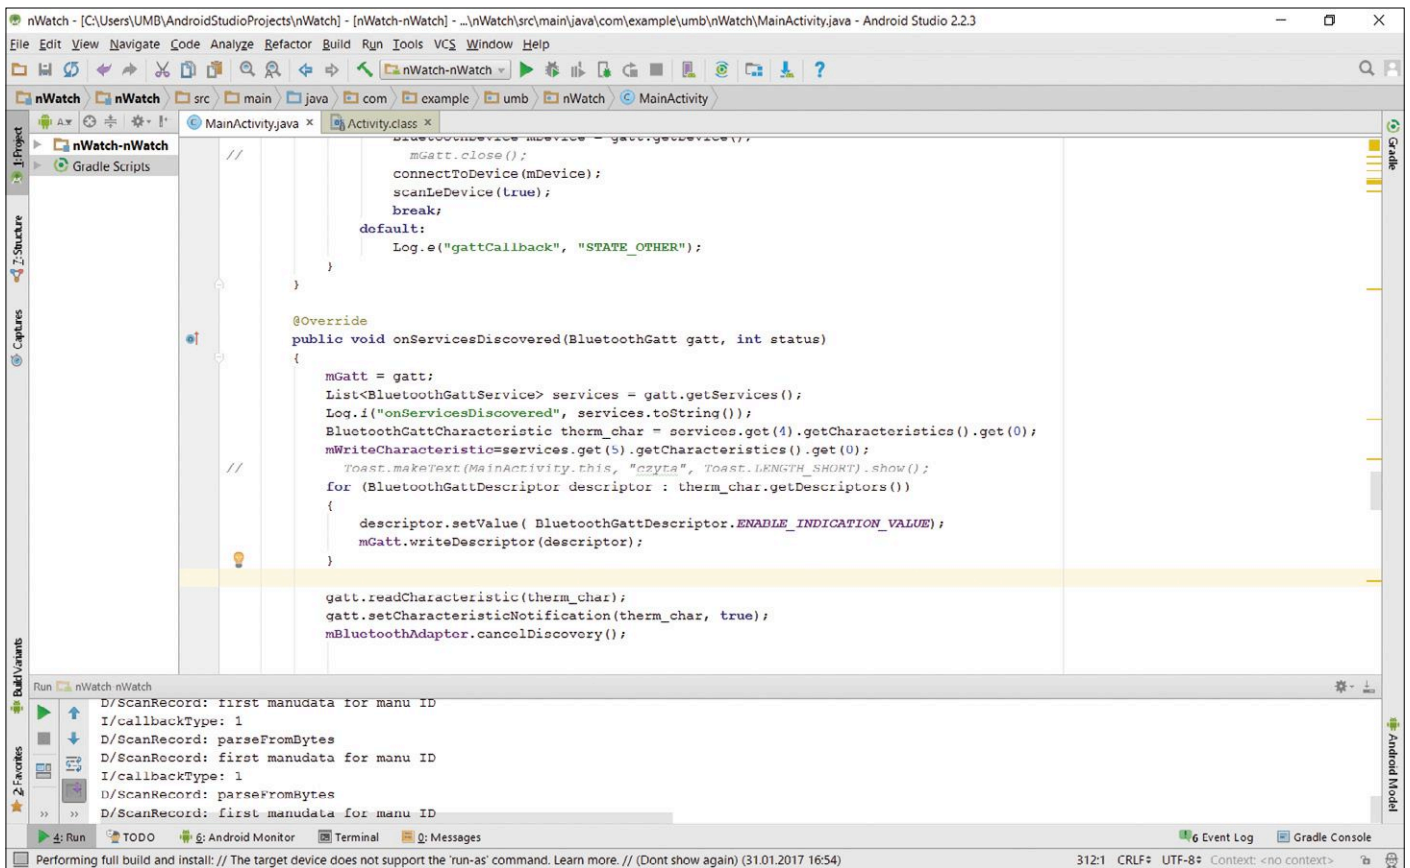 nWatch - [C:\Users\UMB\AndroidStudioProjects\nWatch] - [nWatch-nWatch] - ...\nWatch\src\main\java\com\example\umb\nWatch\MainActivity.java - Android Studio 2.2.3
File Edit View Navigate Code Analyze Refactor Build Run Tools VCS Window Help
nWatch-nWatch
nWatch nWatch src main java com example umb nWatch MainActivity
MainActivity.java × Activity.class ×
1: Project
7: Structure
Captures
Build Variants
2: Favorites
nWatch-nWatch
Gradle Scripts
BluetoothDevice mDevice = gatt.getDevice();
// mGatt.close();
connectToDevice(mDevice);
scanLeDevice(true);
break;
default:
Log.e("gattCallback", "STATE_OTHER");
}
}
@Override
public void onServicesDiscovered(BluetoothGatt gatt, int status)
{
mGatt = gatt;
List<BluetoothGattService> services = gatt.getServices();
Log.i("onServicesDiscovered", services.toString());
BluetoothGattCharacteristic therm_char = services.get(4).getCharacteristics().get(0);
mWriteCharacteristic=services.get(5).getCharacteristics().get(0);
// Toast.makeText(MainActivity.this, "czyta", Toast.LENGTH_SHORT).show();
for (BluetoothGattDescriptor descriptor : therm_char.getDescriptors())
{
descriptor.setValue( BluetoothGattDescriptor.ENABLE_INDICATION_VALUE);
mGatt.writeDescriptor(descriptor);
}
gatt.readCharacteristic(therm_char);
gatt.setCharacteristicNotification(therm_char, true);
mBluetoothAdapter.cancelDiscovery();
Gradle
Android Model
Run nWatch nWatch
D/ScanRecord: first manudata for manu ID
I/callbackType: 1
D/ScanRecord: parseFromBytes
D/ScanRecord: first manudata for manu ID
I/callbackType: 1
D/ScanRecord: parseFromBytes
D/ScanRecord: first manudata for manu ID
4: Run TODO 6: Android Monitor Terminal 0: Messages 6 Event Log Gradle Console
Performing full build and install: // The target device does not support the 'run-as' command. Learn more. // (Dont show again) (31.01.2017 16:54) 312:1 CRLF÷ UTF-8÷ Context: <no context>